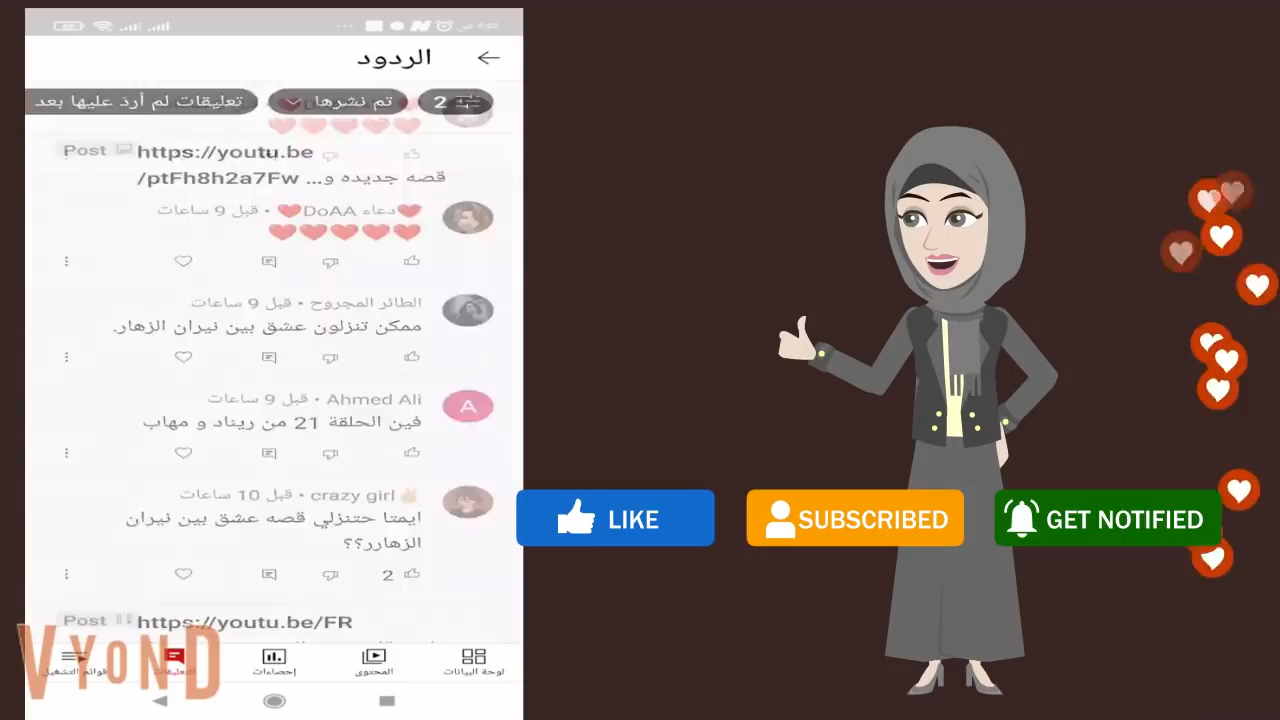 الردود
2
تم نشرها
تعليقات لم أرد عليها بعد
Post
https://youtu.be
/ptFh8h2a7Fw قصه جديده و...
❤️دعاء DoAA❤️ • قبل 9 ساعات
❤️❤️❤️❤️❤️
الطائر المجروح • قبل 9 ساعات
ممكن تنزلون عشق بين نيران الزهار.
Ahmed Ali • قبل 9 ساعات
A
فين الحلقة 21 من ريناد و مهاب
crazy girl✌🏻 • قبل 10 ساعات
ايمتا حتنزلي قصه عشق بين نيران
الزهارر؟؟
2
Post
https://youtu.be/FR
لوحة البيانات
المحتوى
إحصاءات
التعليقات
قوائم التشغيل
VYOND
LIKE
SUBSCRIBED
GET NOTIFIED